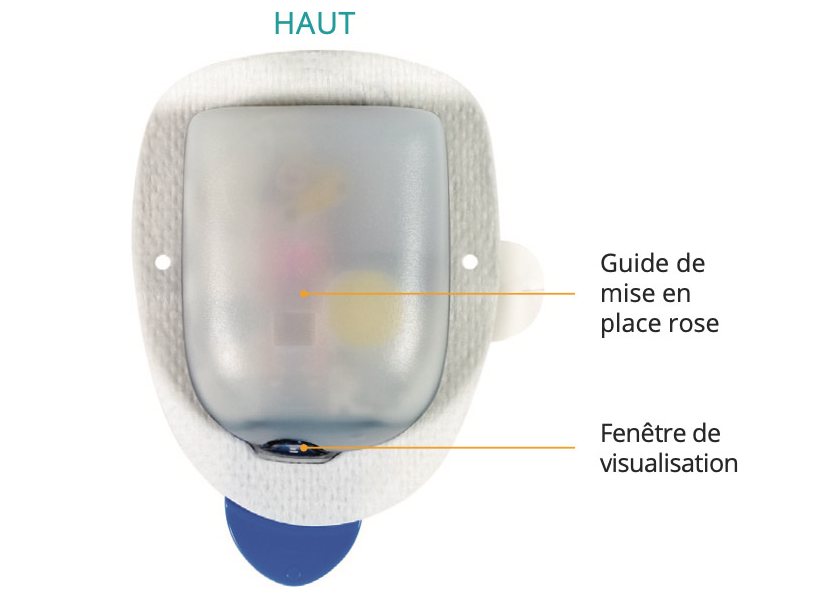 HAUT
Guide de
mise en
place rose
Fenêtre de
visualisation